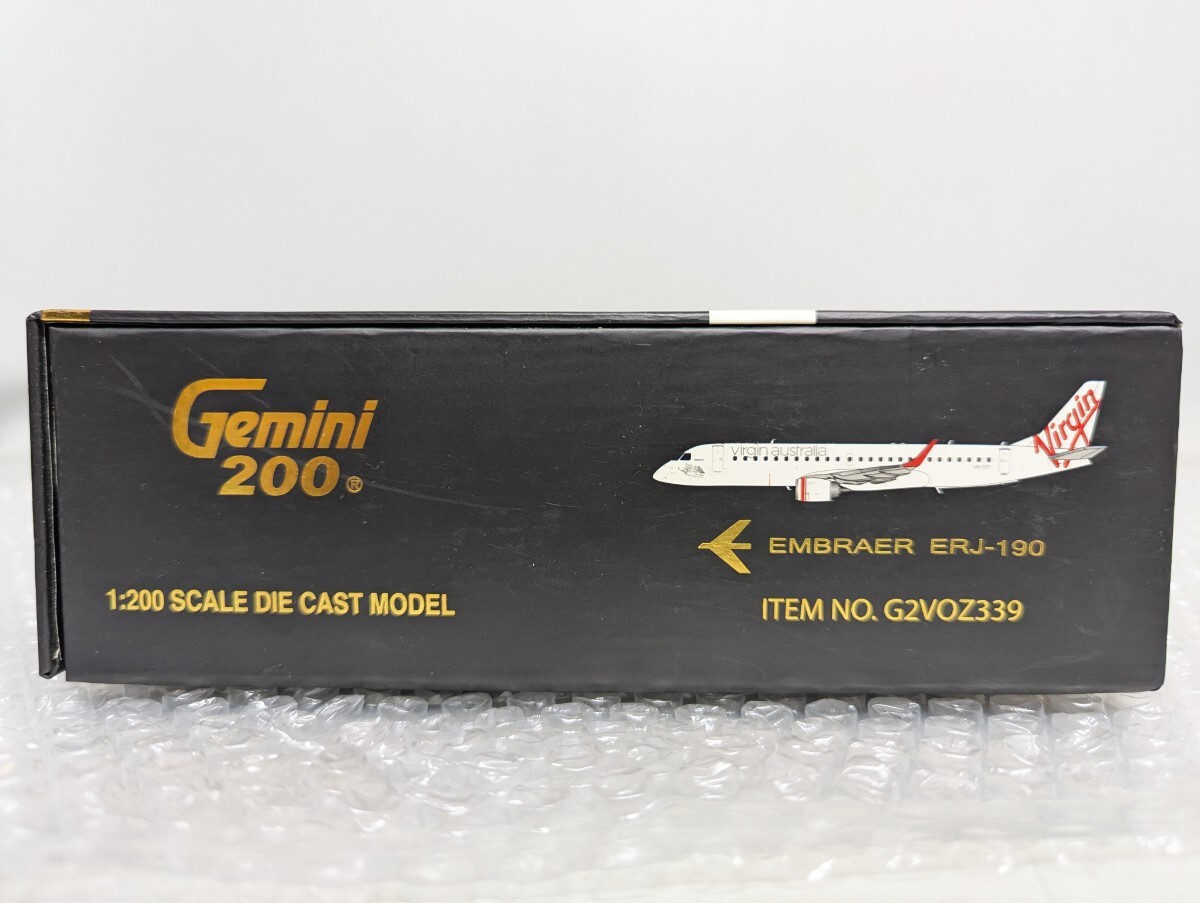 Gemini
200®
1:200 SCALE DIE CAST MODEL
virgin australia
Virgin
EMBRAER ERJ-190
ITEM NO. G2VOZ339